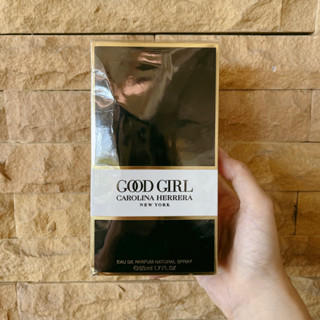 GOOD GIRL
CAROLINA HERRERA
NEW YORK
EAU DE PARFUM NATURAL SPRAY